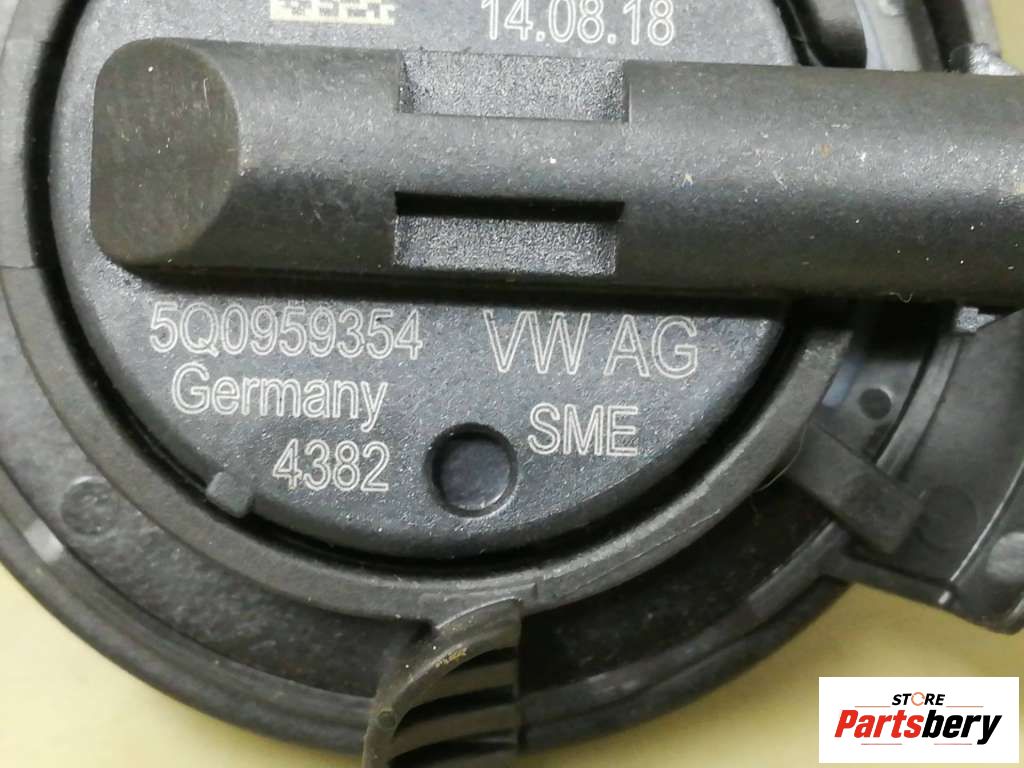 14.08.18
5Q0959354 VW AG
Germany
SME
4382
STORE
Partsbery